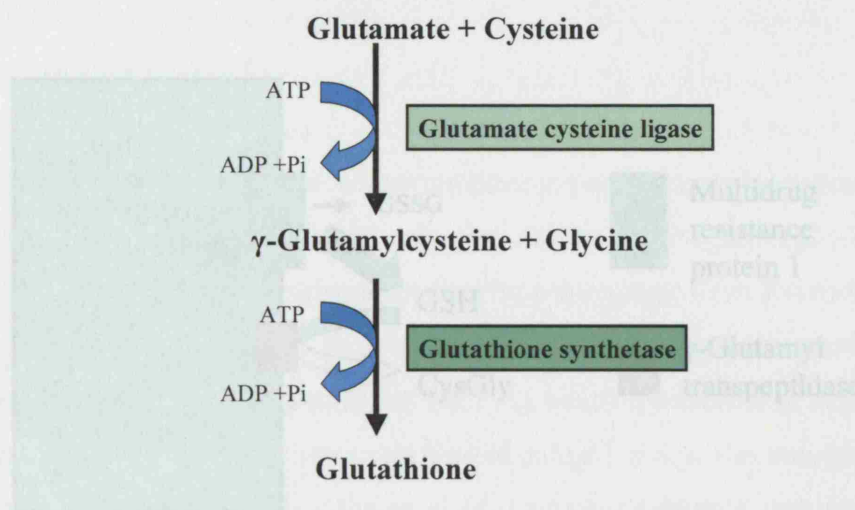 Glutamate + Cysteine
ATP
Glutamate cysteine ligase
ADP +Pi
GSSG
Multidrug
resistance
protein 1
γ-Glutamylcysteine + Glycine
GSH
ATP
Glutathione synthetase
γ-Glutamyl
transpeptidase
CysGly
ADP +Pi
Glutathione